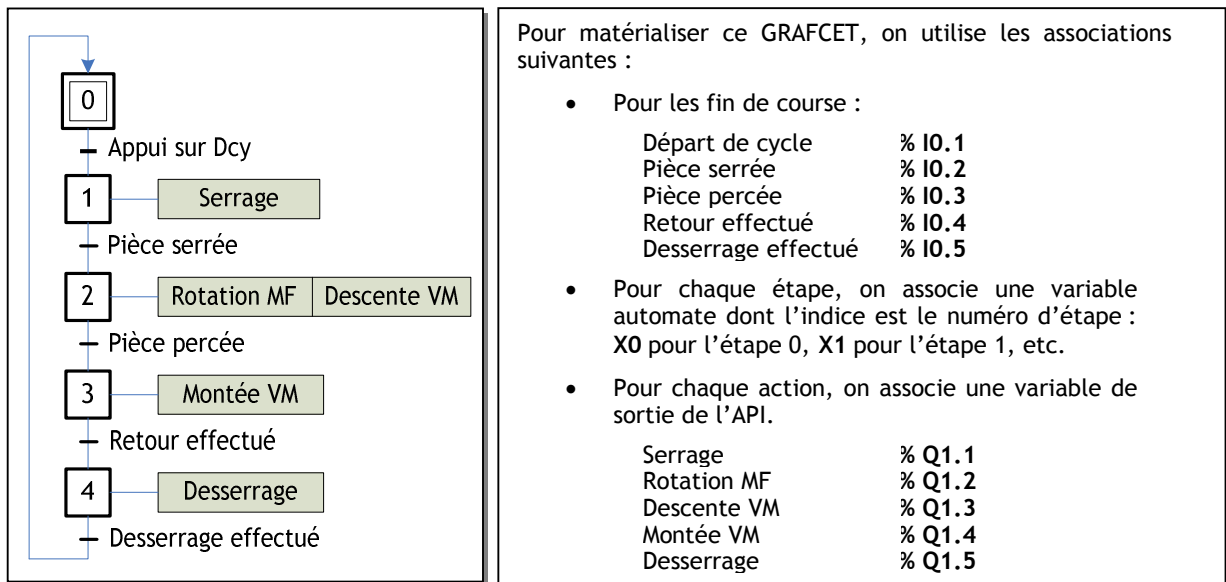 0
Appui sur Dcy
1 Serrage
Pièce serrée
2 Rotation MF Descente VM
Pièce percée
3 Montée VM
Retour effectué
4 Desserrage
Desserrage effectué
Pour matérialiser ce GRAFCET, on utilise les associations
suivantes :
• Pour les fin de course :
Départ de cycle % I0.1
Pièce serrée % I0.2
Pièce percée % I0.3
Retour effectué % I0.4
Desserrage effectué % I0.5
• Pour chaque étape, on associe une variable
automate dont l’indice est le numéro d’étape :
X0 pour l’étape 0, X1 pour l’étape 1, etc.
• Pour chaque action, on associe une variable de
sortie de l’API.
Serrage % Q1.1
Rotation MF % Q1.2
Descente VM % Q1.3
Montée VM % Q1.4
Desserrage % Q1.5